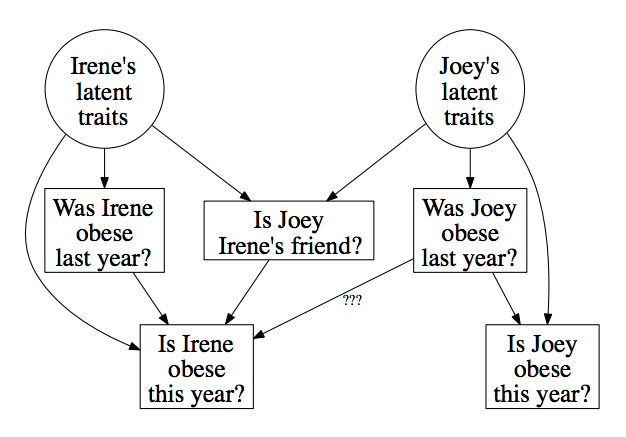 Irene's
latent
traits
Joey's
latent
traits
Was Irene
obese
last year?
Is Joey
Irene's friend?
Was Joey
obese
last year?
???
Is Irene
obese
this year?
Is Joey
obese
this year?